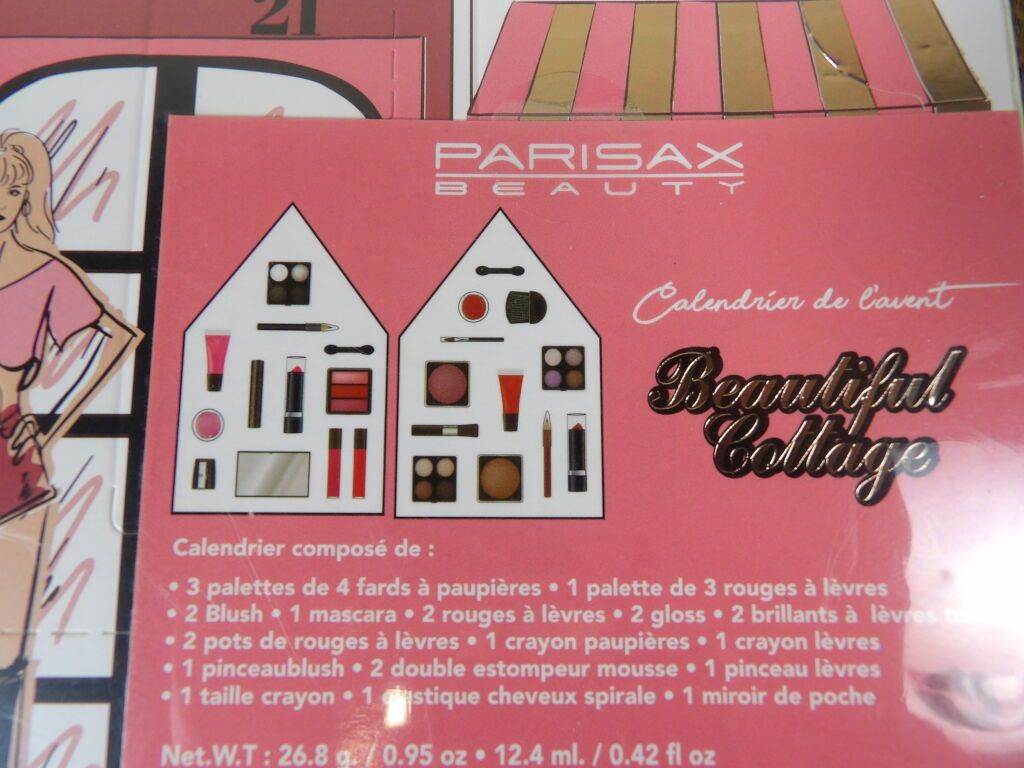 21
PARISAX
BEAUTY
Calendrier de l'avent
Beautiful
Cottage
Calendrier composé de :
• 3 palettes de 4 fards à paupières • 1 palette de 3 rouges à lèvres
• 2 Blush • 1 mascara • 2 rouges à lèvres • 2 gloss • 2 brillants à lèvres
• 2 pots de rouges à lèvres • 1 crayon paupières • 1 crayon lèvres
• 1 pinceaublush • 2 double estompeur mousse • 1 pinceau lèvres
• 1 taille crayon • 1 élastique cheveux spirale • 1 miroir de poche
Net.W.T : 26.8 g. / 0.95 oz • 12.4 ml. / 0.42 fl oz